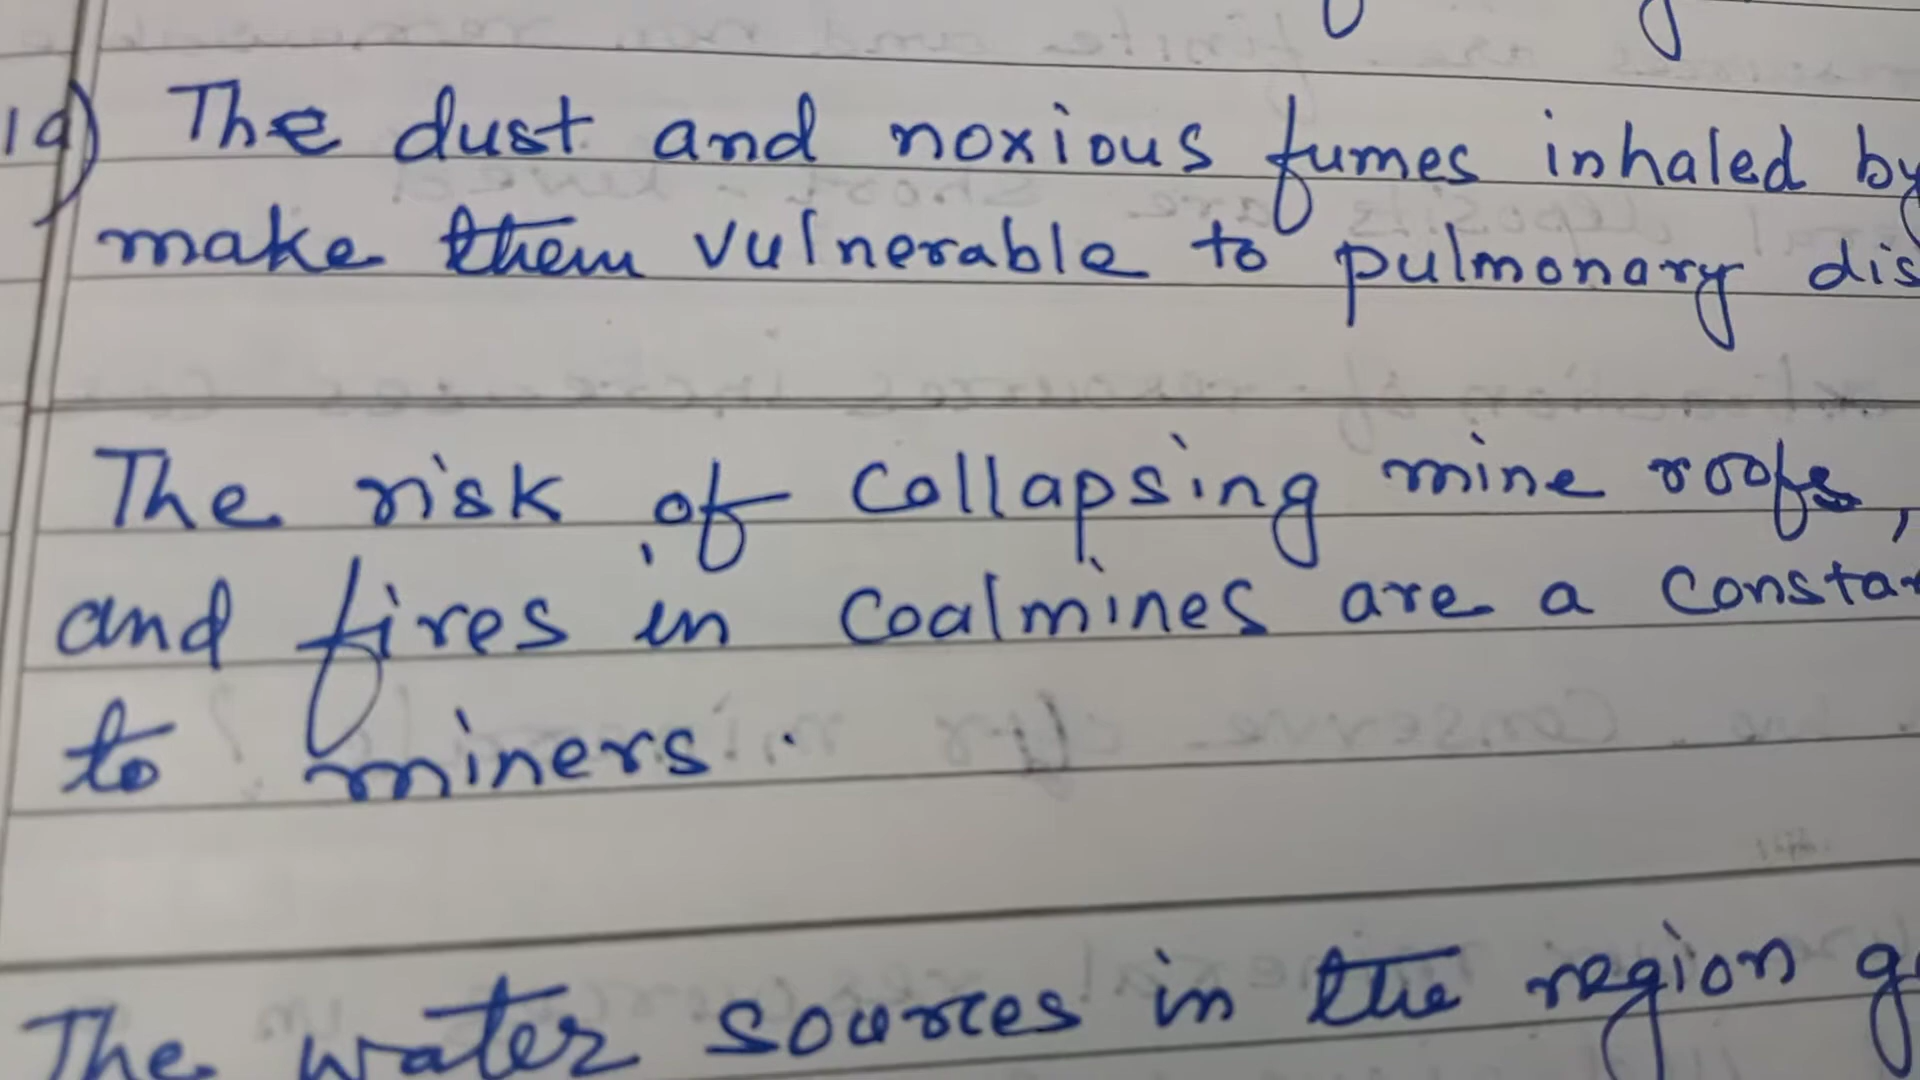 19) The dust and noxious fumes inhaled by
make them vulnerable to pulmonary dis
The risk of collapsing mine roofs,
and fires in coalmines are a consta
to miners.
The water sources in the region g